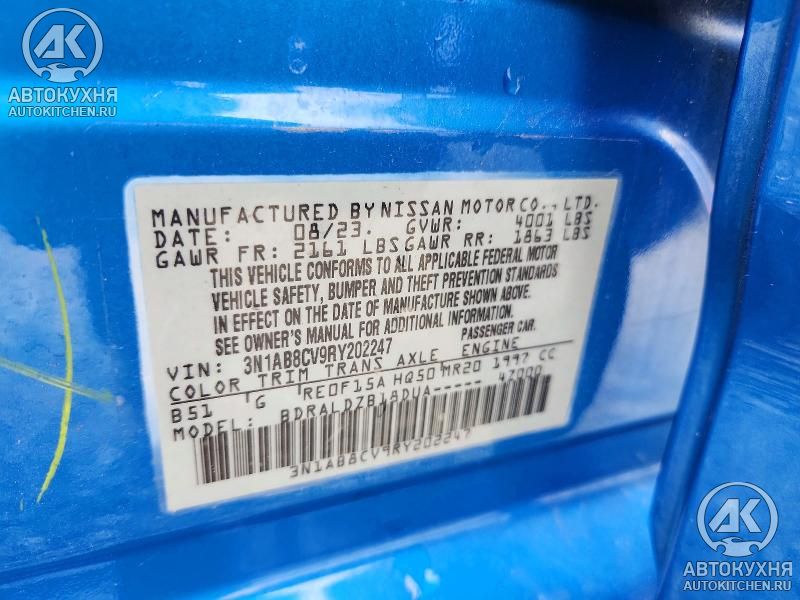 AK
АВТОКУХНЯ
AUTOKITCHEN.RU
MANUFACTURED BY NISSAN MOTOR CO., LTD.
DATE: 08/23. GVWR: 4001 LBS
GAWR FR: 2161 LBS GAWR RR: 1863 LBS
THIS VEHICLE CONFORMS TO ALL APPLICABLE FEDERAL MOTOR
VEHICLE SAFETY, BUMPER AND THEFT PREVENTION STANDARDS
IN EFFECT ON THE DATE OF MANUFACTURE SHOWN ABOVE.
SEE OWNER'S MANUAL FOR ADDITIONAL INFORMATION.
VIN: 3N1AB8CV9RY202247 PASSENGER CAR.
COLOR TRIM TRANS AXLE ENGINE
B51 G RE0F15A HQ50 MR20 1997 CC
MODEL: BDRALDZB18DUA----- 47000
3N1AB8CV9RY202247
AK
АВТОКУХНЯ
AUTOKITCHEN.RU